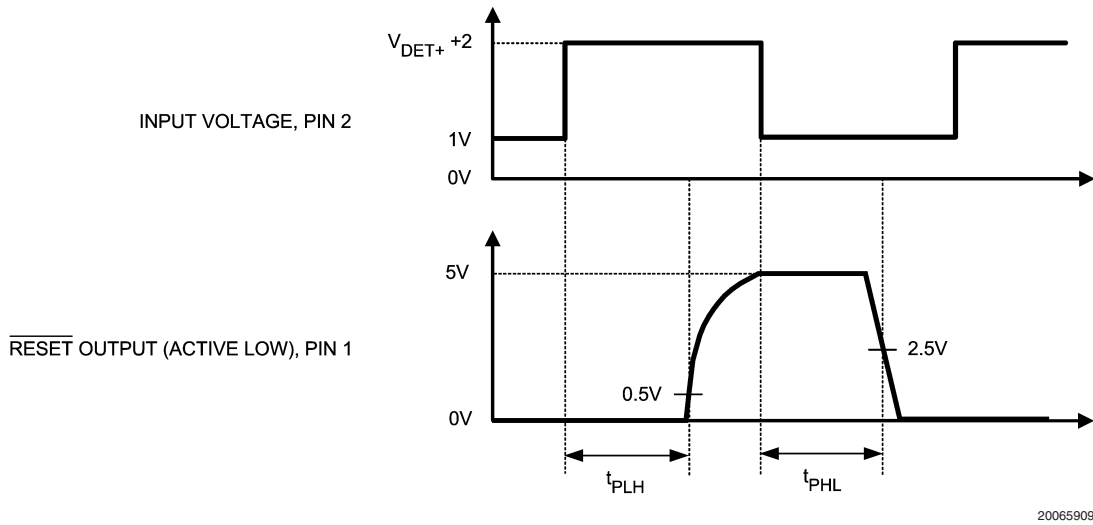 V_DET+ +2
INPUT VOLTAGE, PIN 2
1V
0V
5V
RESET OUTPUT (ACTIVE LOW), PIN 1
2.5V
0.5V
0V
t_PLH
t_PHL
20065909